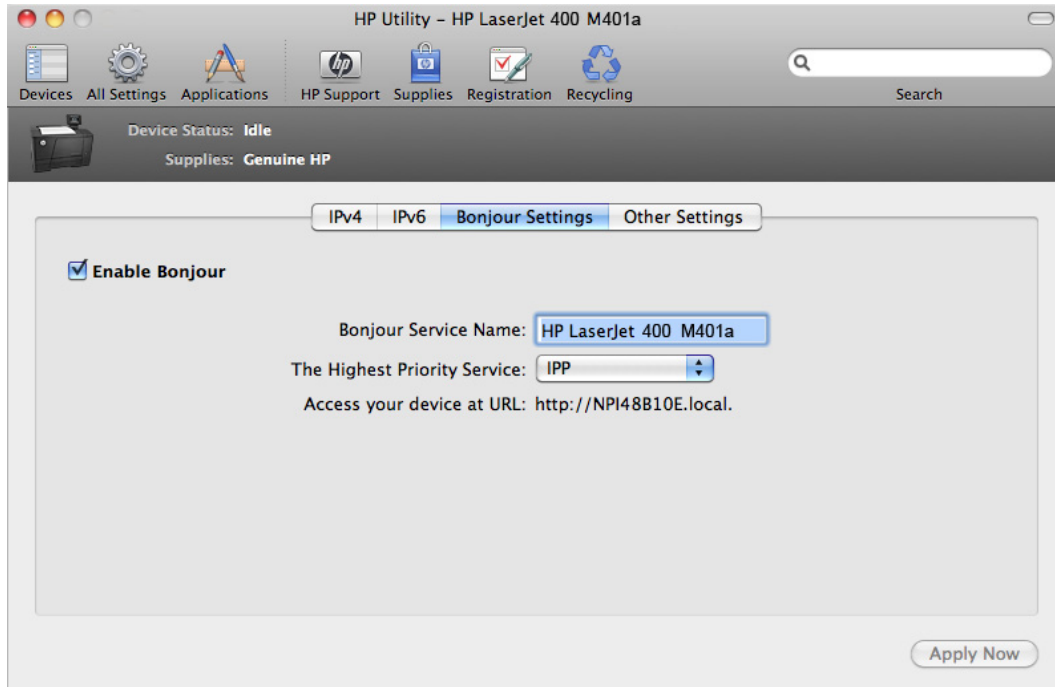 HP Utility – HP LaserJet 400 M401a
Devices All Settings Applications HP Support Supplies Registration Recycling Search
Device Status: Idle
Supplies: Genuine HP
IPv4 IPv6 Bonjour Settings Other Settings
Enable Bonjour
Bonjour Service Name: HP LaserJet 400 M401a
The Highest Priority Service: IPP
Access your device at URL: http://NPI48B10E.local.
Apply Now